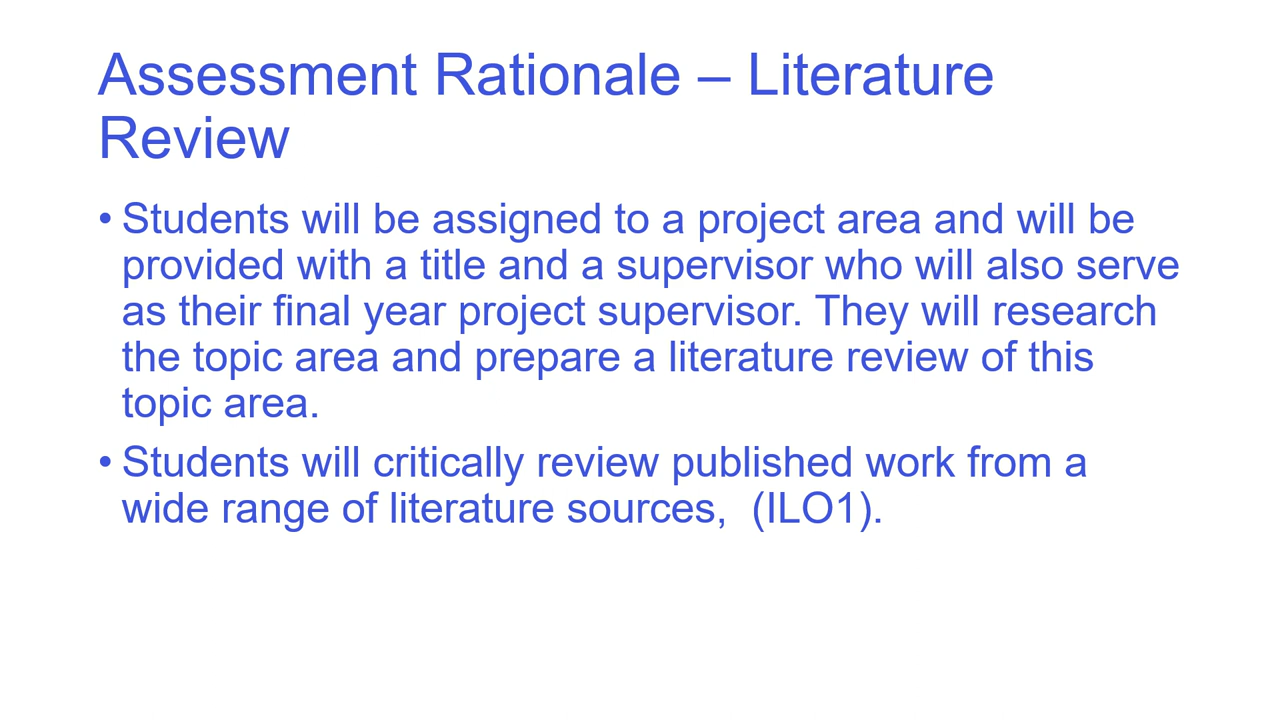 Assessment Rationale – Literature
Review
• Students will be assigned to a project area and will be
provided with a title and a supervisor who will also serve
as their final year project supervisor. They will research
the topic area and prepare a literature review of this
topic area.
• Students will critically review published work from a
wide range of literature sources,  (ILO1).